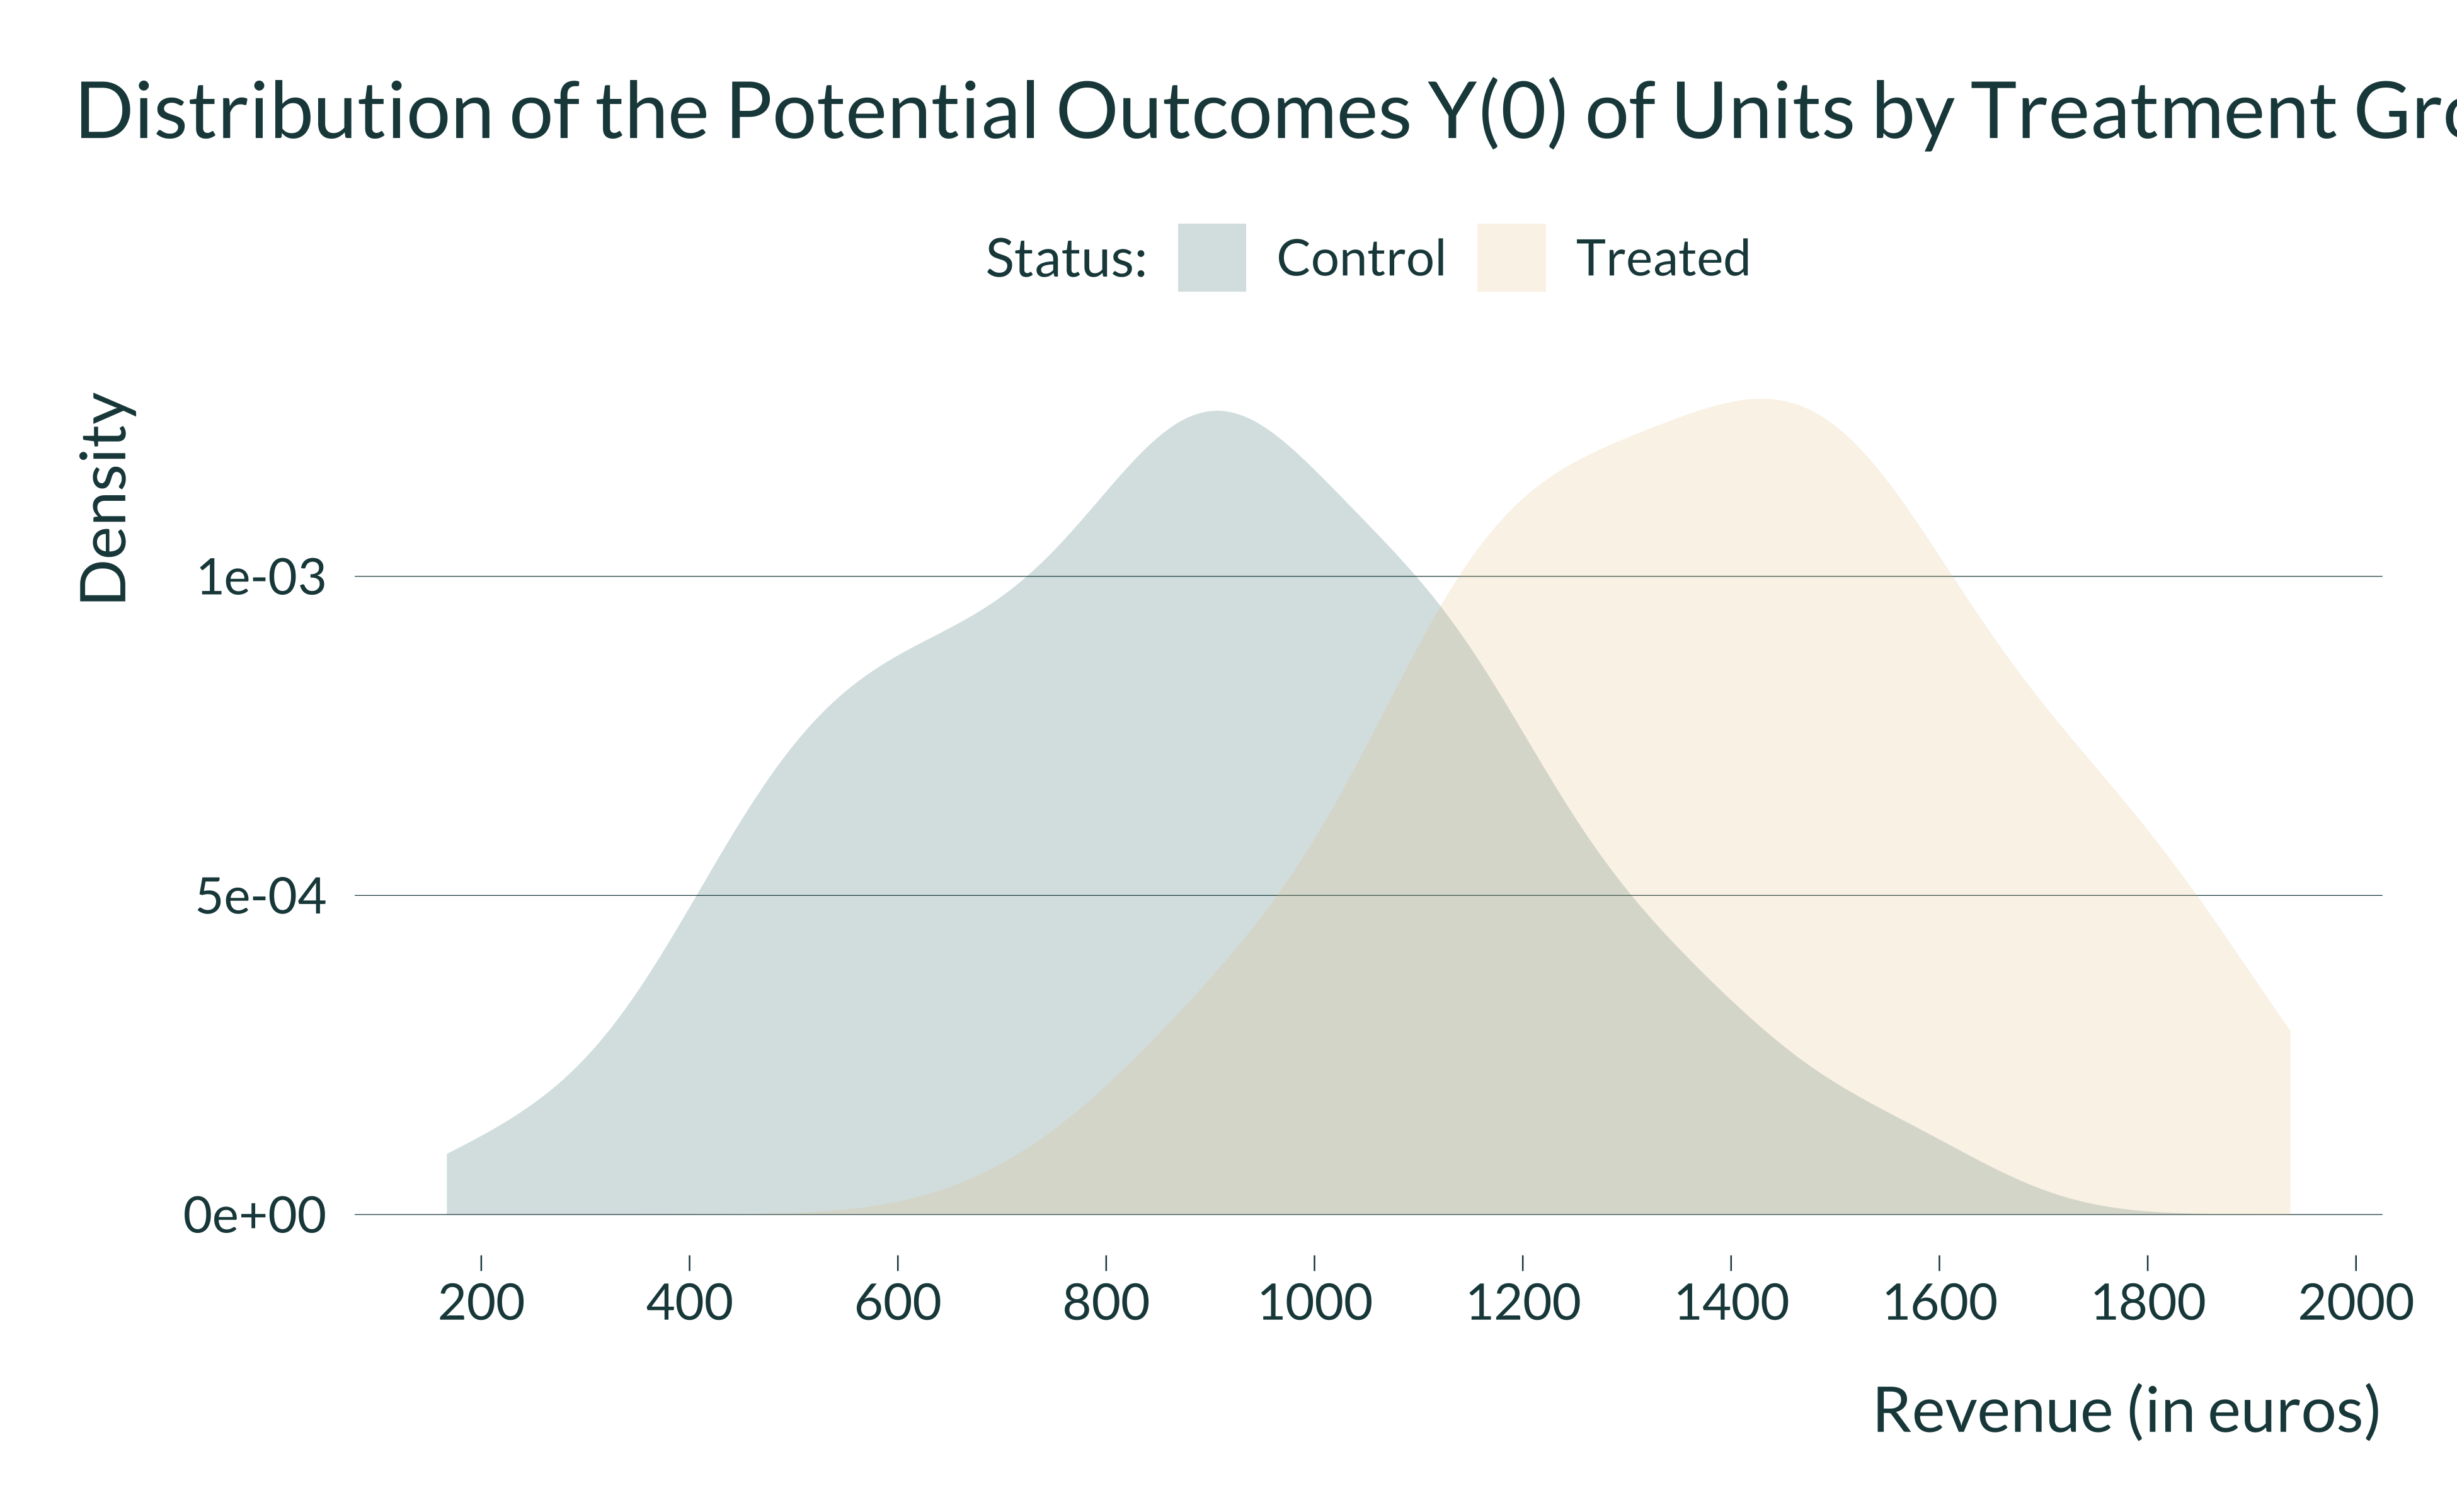 Distribution of the Potential Outcomes Y(0) of Units by Treatment
Status: Control Treated
Density
1e-03
5e-04
0e+00
200 400 600 800 1000 1200 1400 1600 1800 2000
Revenue (in euros)